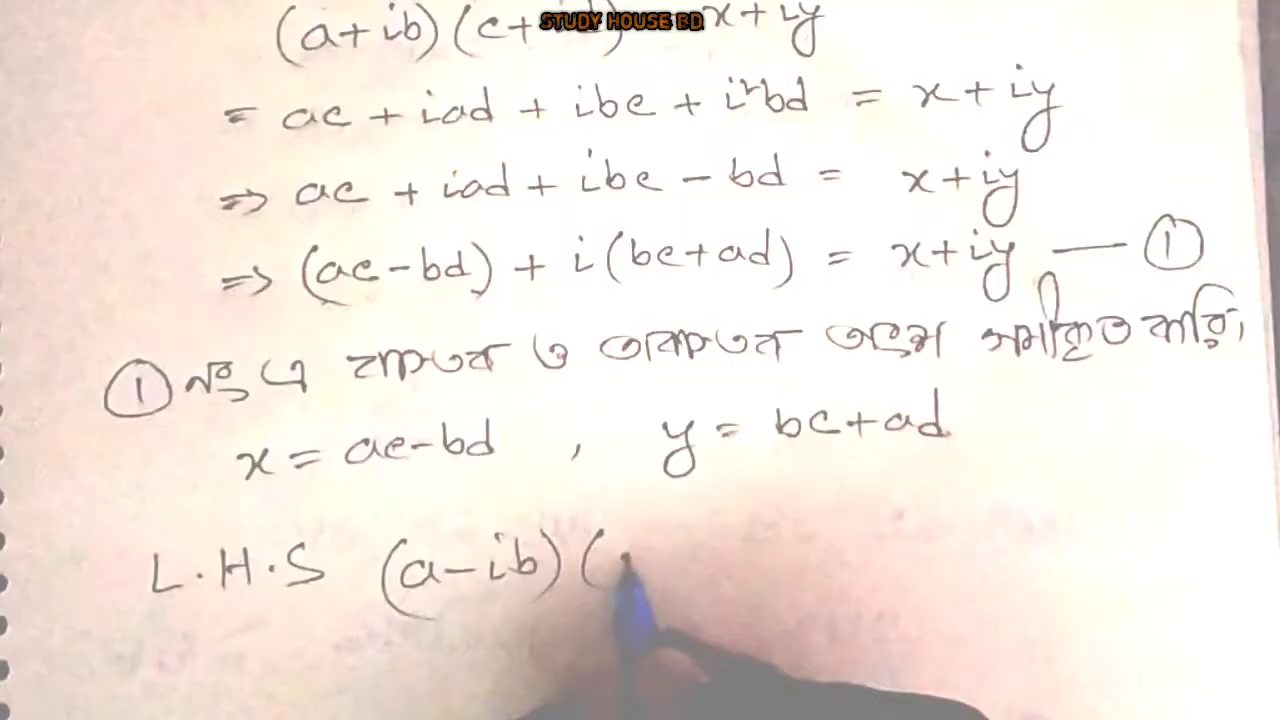 STUDY HOUSE BD
(a+ib)(c+id) x+iy
= ac + iad + ibc + i²bd = x+iy
⇒ ac + iad + ibc - bd = x+iy
⇒ (ac-bd) + i(bc+ad) = x+iy — ①
① নং এ বাস্তব ও অবাস্তব অংশ সমীকৃত করি,
x = ac-bd , y = bc+ad
L.H.S (a-ib)(